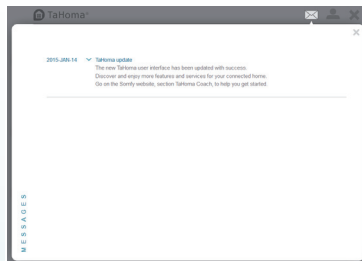 TaHoma®
2015-JAN-14 TaHoma update
The new TaHoma user interface has been updated with success.
Discover and enjoy more features and services for your connected home.
Go on the Somfy website, section TaHoma Coach, to help you get started.
MESSAGES